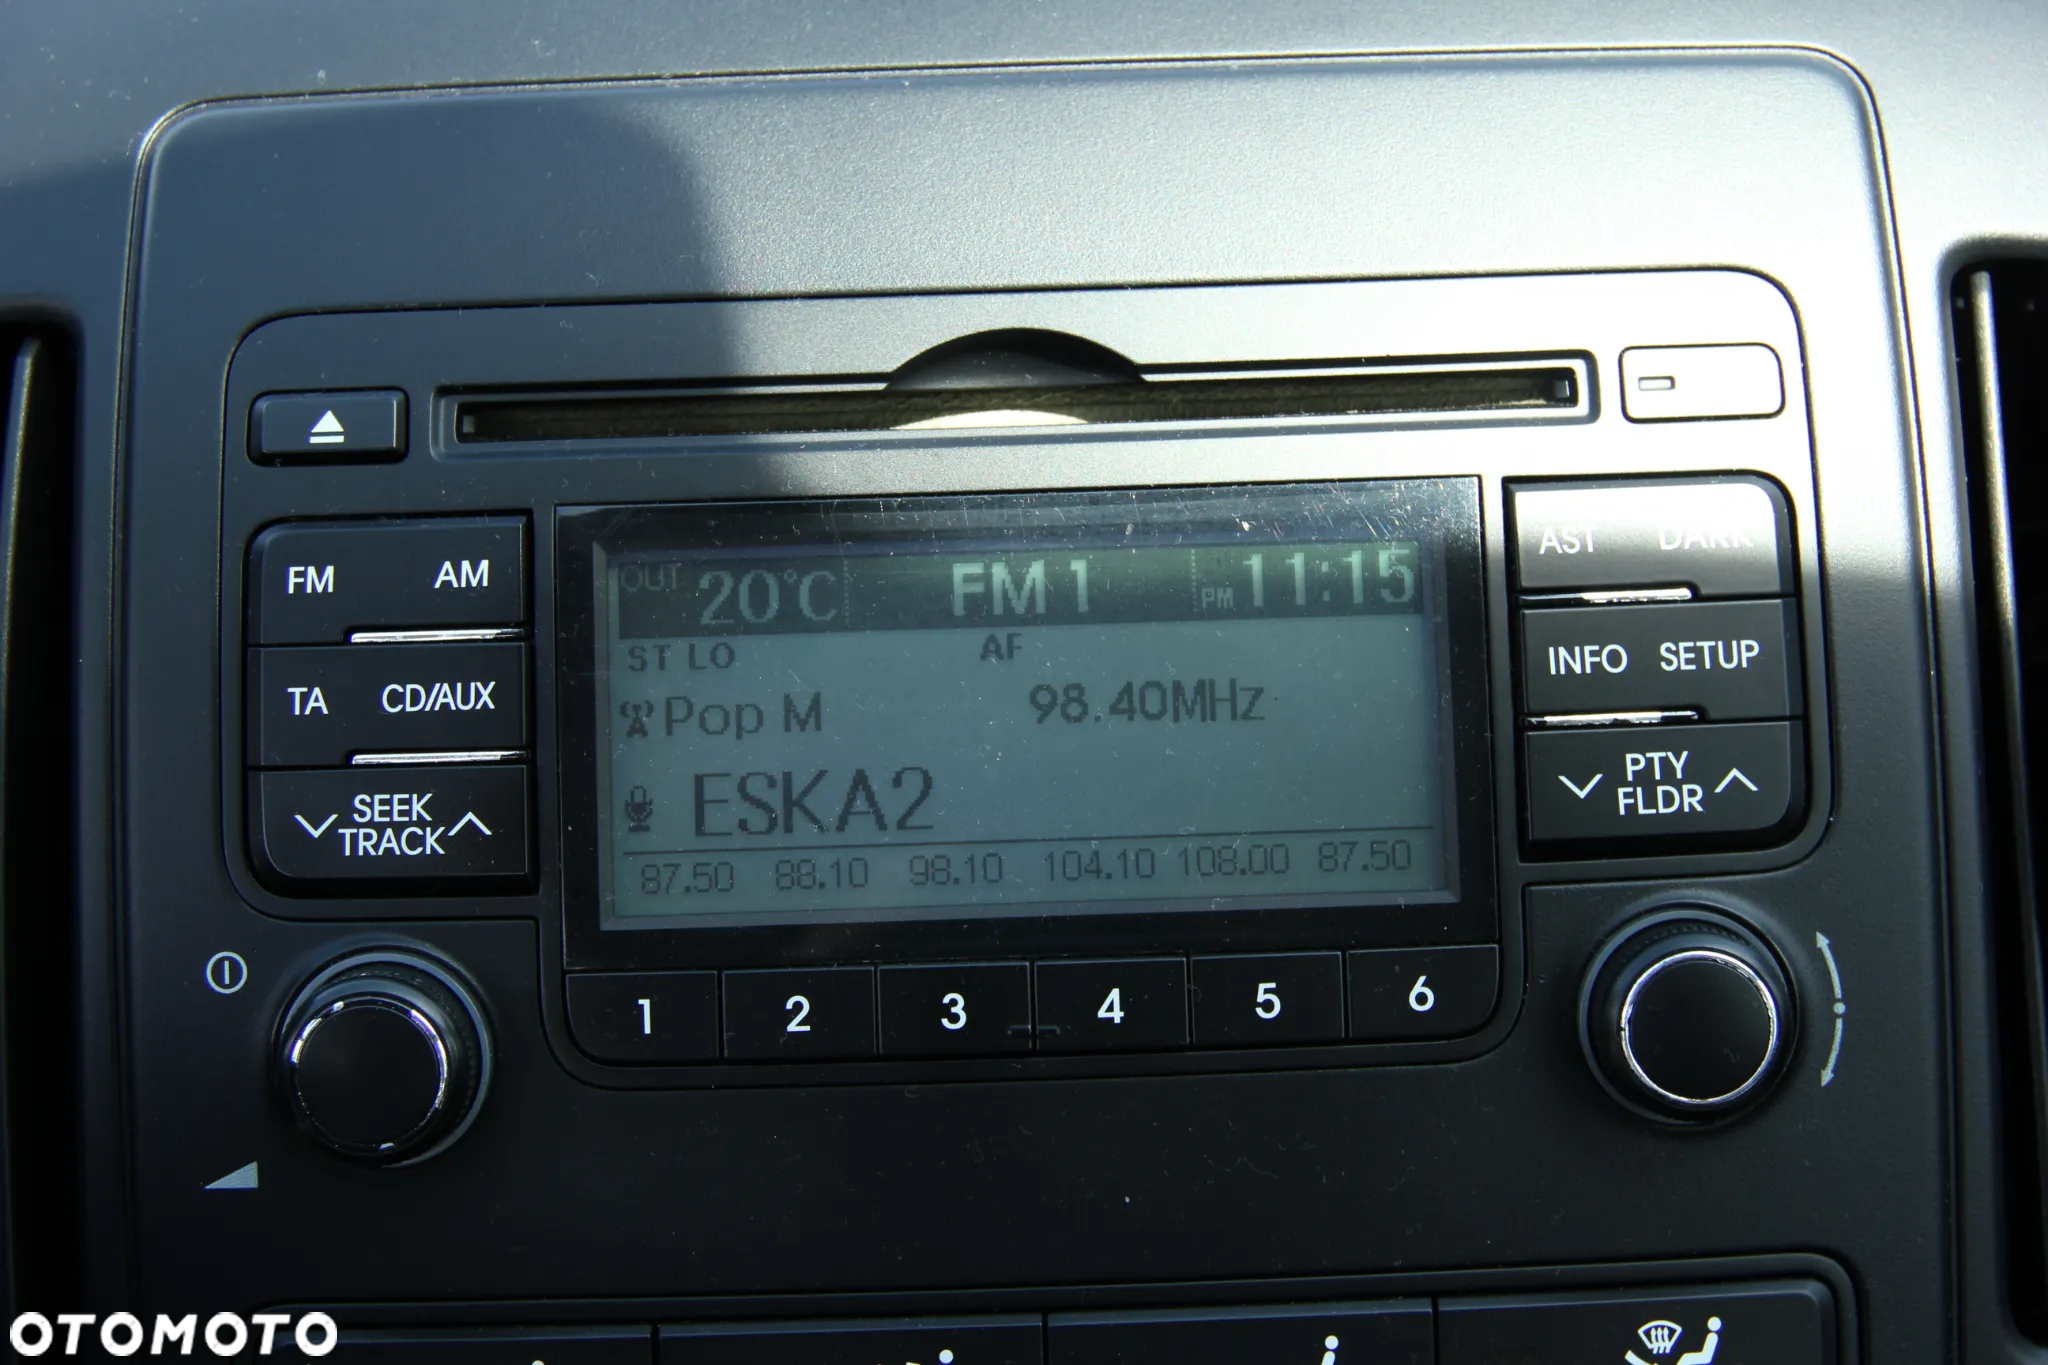 FM AM
TA CD/AUX
SEEK
TRACK
OUT 20°C FM 1 PM 11:15
ST LO AF
Pop M 98.40MHz
ESKA2
87.50 88.10 98.10 104.10 108.00 87.50
1 2 3 4 5 6
AST DARK
INFO SETUP
PTY
FLDR
OTOMOTO